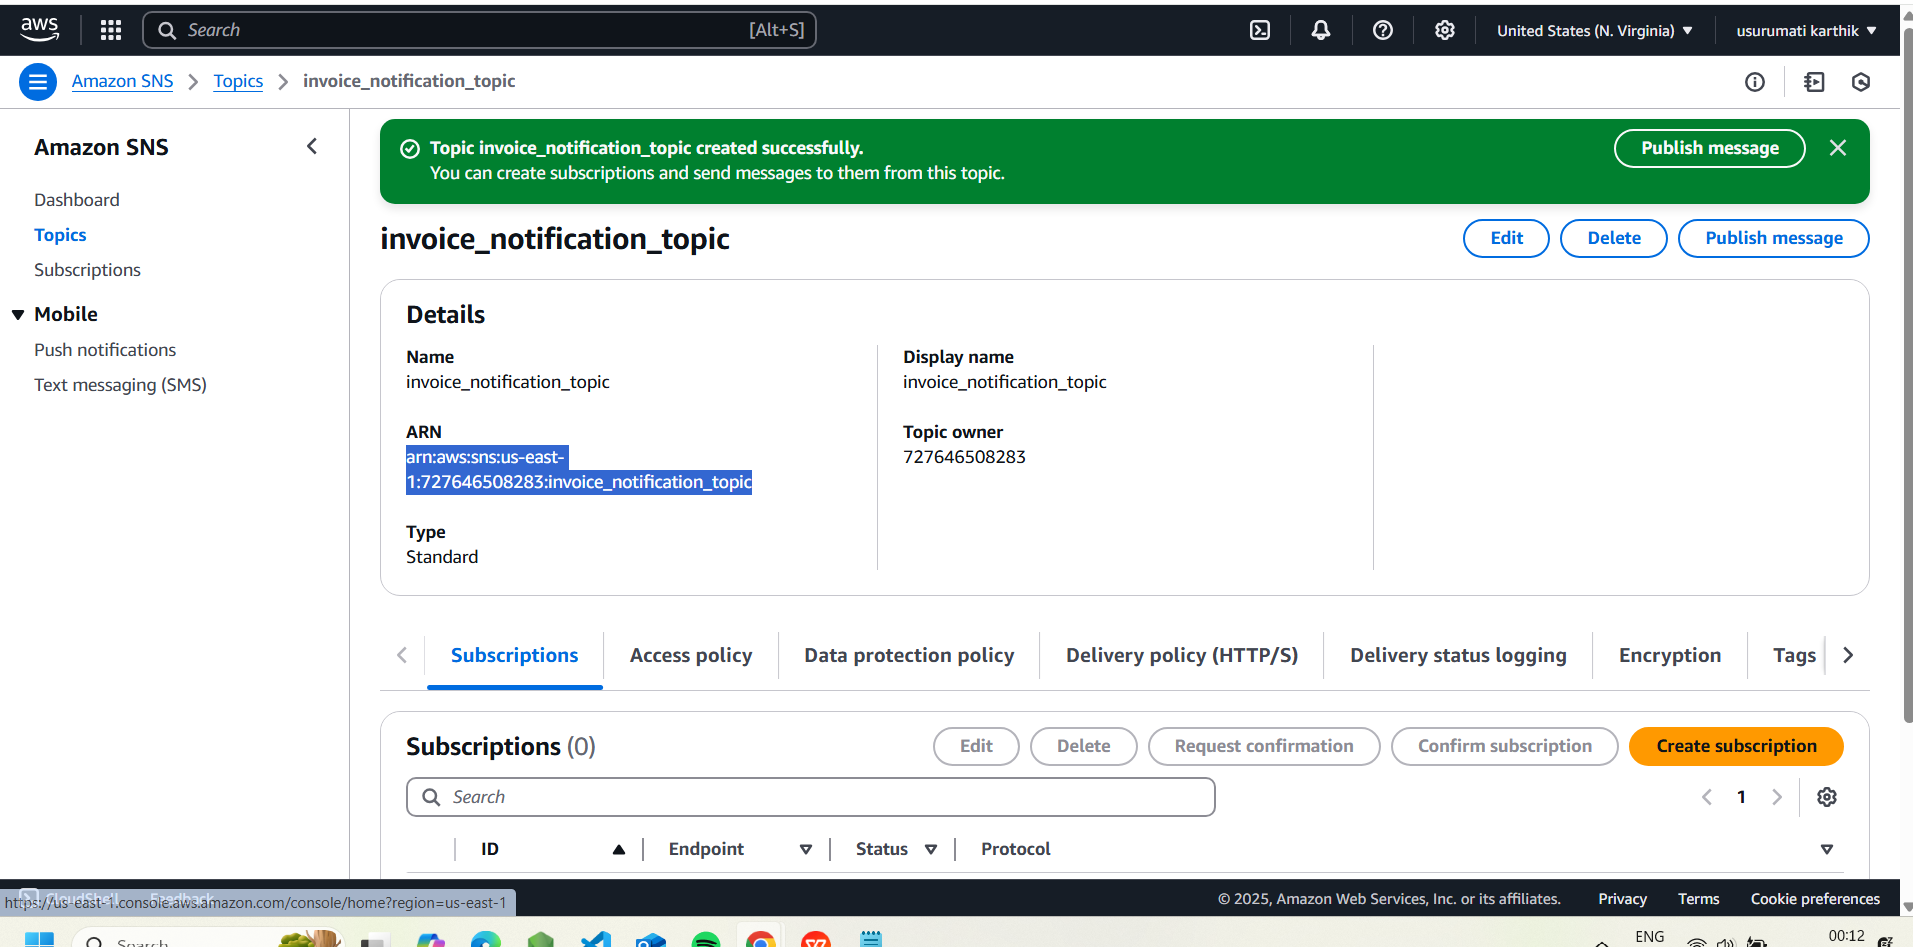 aws
Search
[Alt+S]
United States (N. Virginia)
usurumati karthik
Amazon SNS
Topics
invoice_notification_topic
Amazon SNS
Dashboard
Topics
Subscriptions
Mobile
Push notifications
Text messaging (SMS)
Topic invoice_notification_topic created successfully.
You can create subscriptions and send messages to them from this topic.
Publish message
invoice_notification_topic
Edit
Delete
Publish message
Details
Name
invoice_notification_topic
ARN
arn:aws:sns:us-east-
1:727646508283:invoice_notification_topic
Type
Standard
Display name
invoice_notification_topic
Topic owner
727646508283
Subscriptions
Access policy
Data protection policy
Delivery policy (HTTP/S)
Delivery status logging
Encryption
Tags
Subscriptions (0)
Edit
Delete
Request confirmation
Confirm subscription
Create subscription
Search
1
ID
Endpoint
Status
Protocol
CloudShell
Feedback
https://us-east-1.console.aws.amazon.com/console/home?region=us-east-1
© 2025, Amazon Web Services, Inc. or its affiliates.
Privacy
Terms
Cookie preferences
Search
ENG
00:12